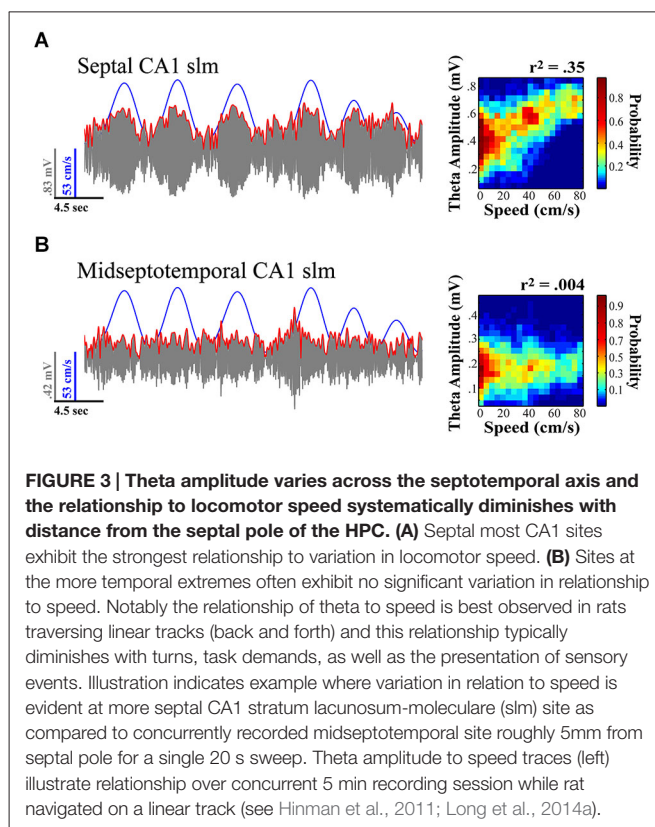 A
Septal CA1 slm
.83 mV
53 cm/s
4.5 sec
r² = .35
Theta Amplitude (mV)
.8
.6
.4
.2
0 20 40 60 80
Speed (cm/s)
0.8
0.6
0.4
0.2
Probability
B
Midseptotemporal CA1 slm
.42 mV
53 cm/s
4.5 sec
r² = .004
Theta Amplitude (mV)
.4
.3
.2
.1
0 20 40 60 80
Speed (cm/s)
0.9
0.7
0.5
0.3
0.1
Probability
FIGURE 3 | Theta amplitude varies across the septotemporal axis and
the relationship to locomotor speed systematically diminishes with
distance from the septal pole of the HPC. (A) Septal most CA1 sites
exhibit the strongest relationship to variation in locomotor speed. (B) Sites at
the more temporal extremes often exhibit no significant variation in relationship
to speed. Notably the relationship of theta to speed is best observed in rats
traversing linear tracks (back and forth) and this relationship typically
diminishes with turns, task demands, as well as the presentation of sensory
events. Illustration indicates example where variation in relation to speed is
evident at more septal CA1 stratum lacunosum-moleculare (slm) site as
compared to concurrently recorded midseptotemporal site roughly 5mm from
septal pole for a single 20 s sweep. Theta amplitude to speed traces (left)
illustrate relationship over concurrent 5 min recording session while rat
navigated on a linear track (see Hinman et al., 2011; Long et al., 2014a).